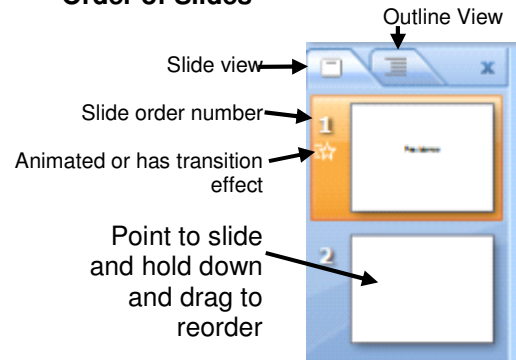 Order of Slides
Outline View
Slide view
Slide order number
1
Animated or has transition
effect
Point to slide
and hold down
and drag to
reorder
2